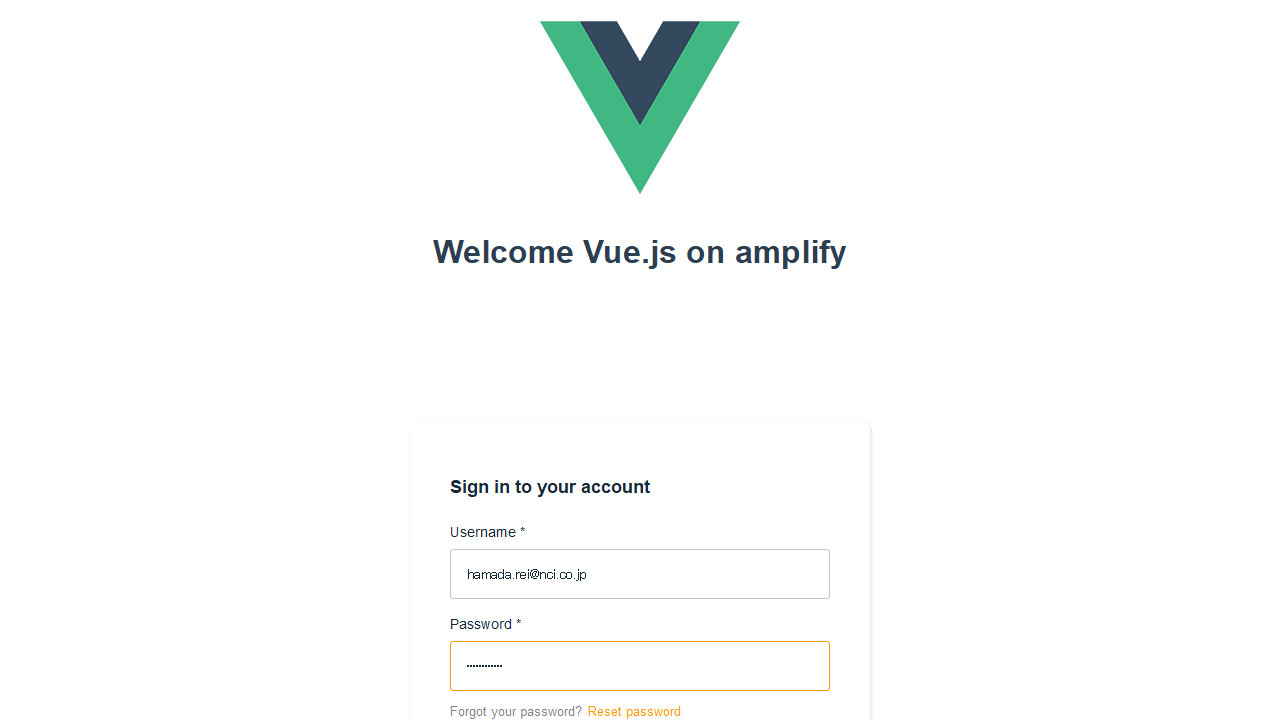 Welcome Vue.js on amplify
Sign in to your account
Username *
hamada.rei@nci.co.jp
Password *
••••••••••••
Forgot your password? Reset password